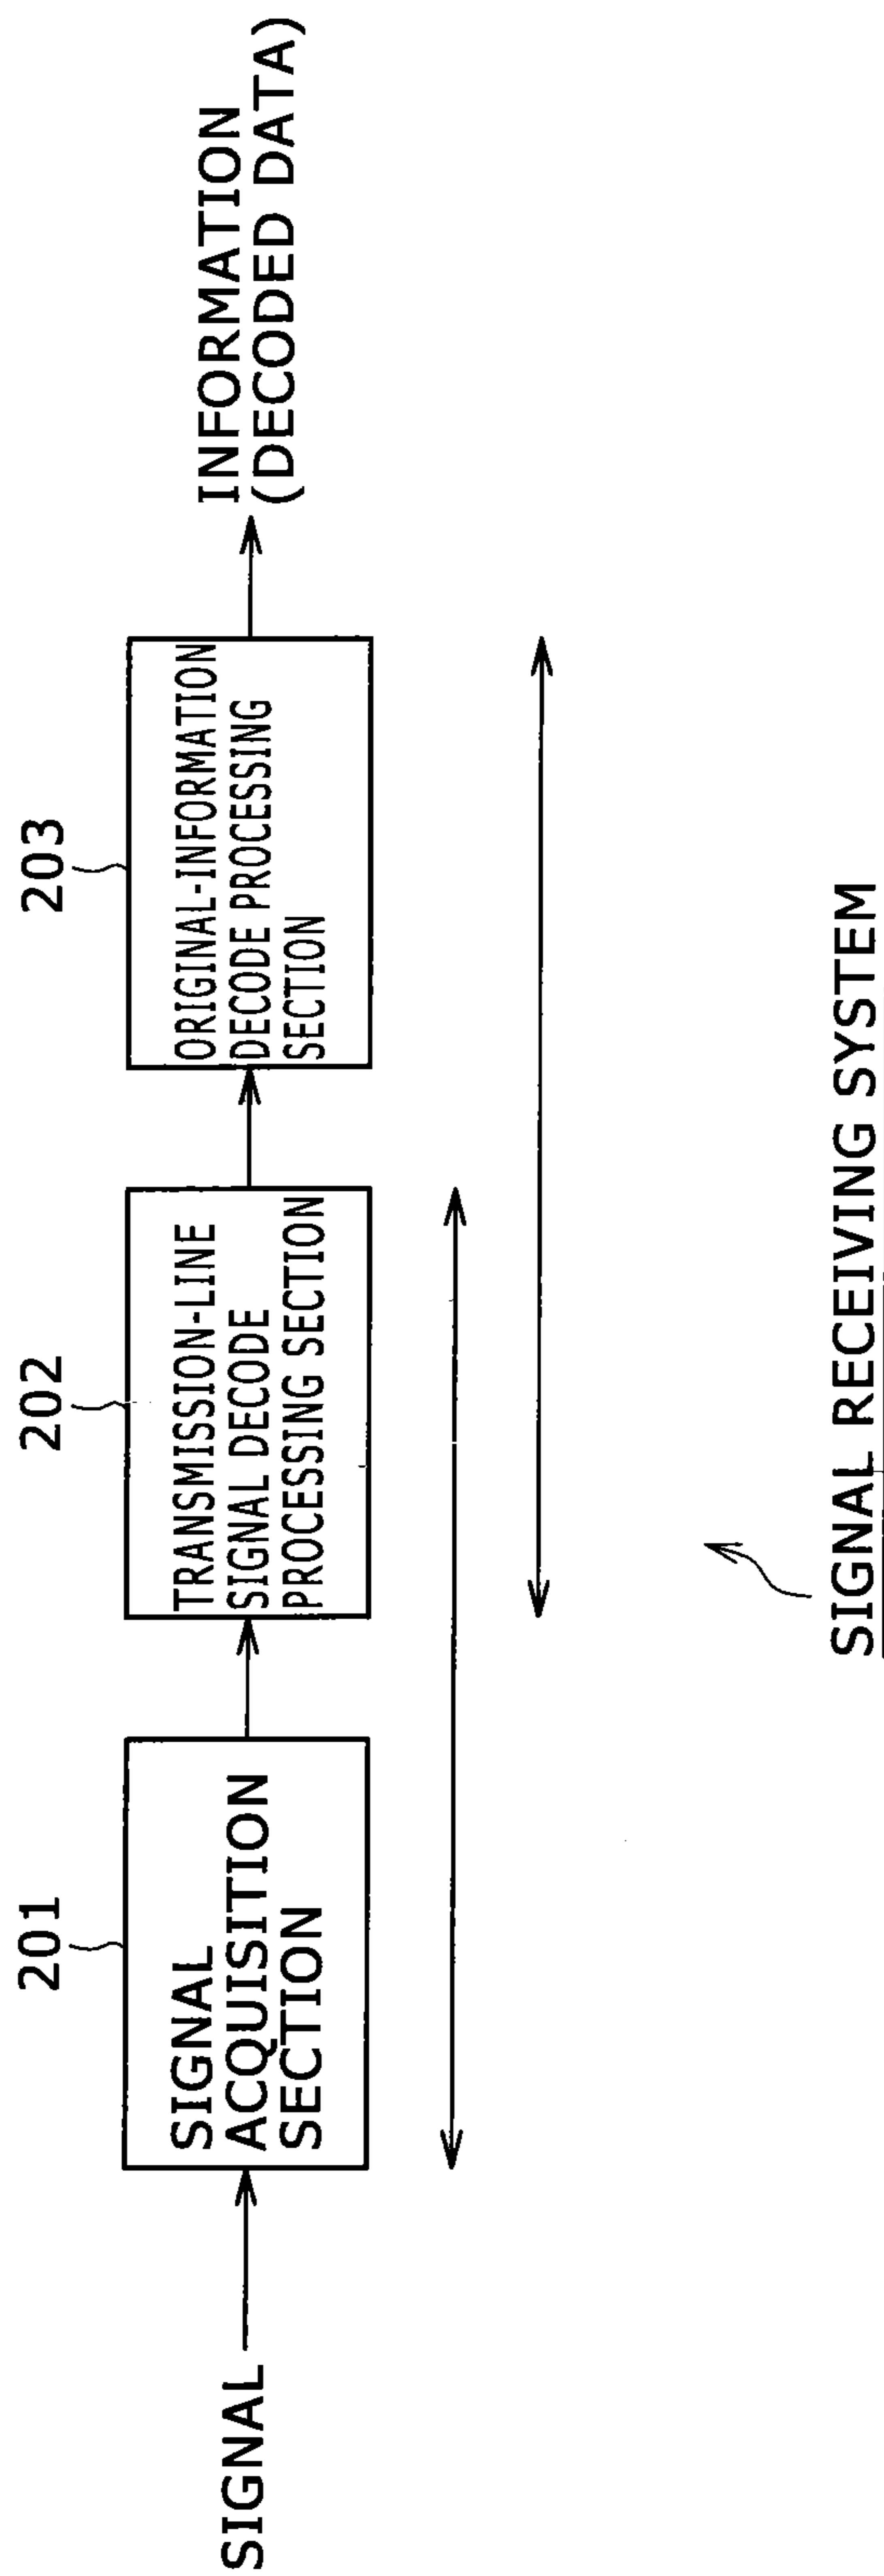 SIGNAL
201
SIGNAL
ACQUISITION
SECTION
202
TRANSMISSION-LINE
SIGNAL DECODE
PROCESSING SECTION
203
ORIGINAL-INFORMATION
DECODE PROCESSING
SECTION
INFORMATION
(DECODED DATA)
SIGNAL RECEIVING SYSTEM